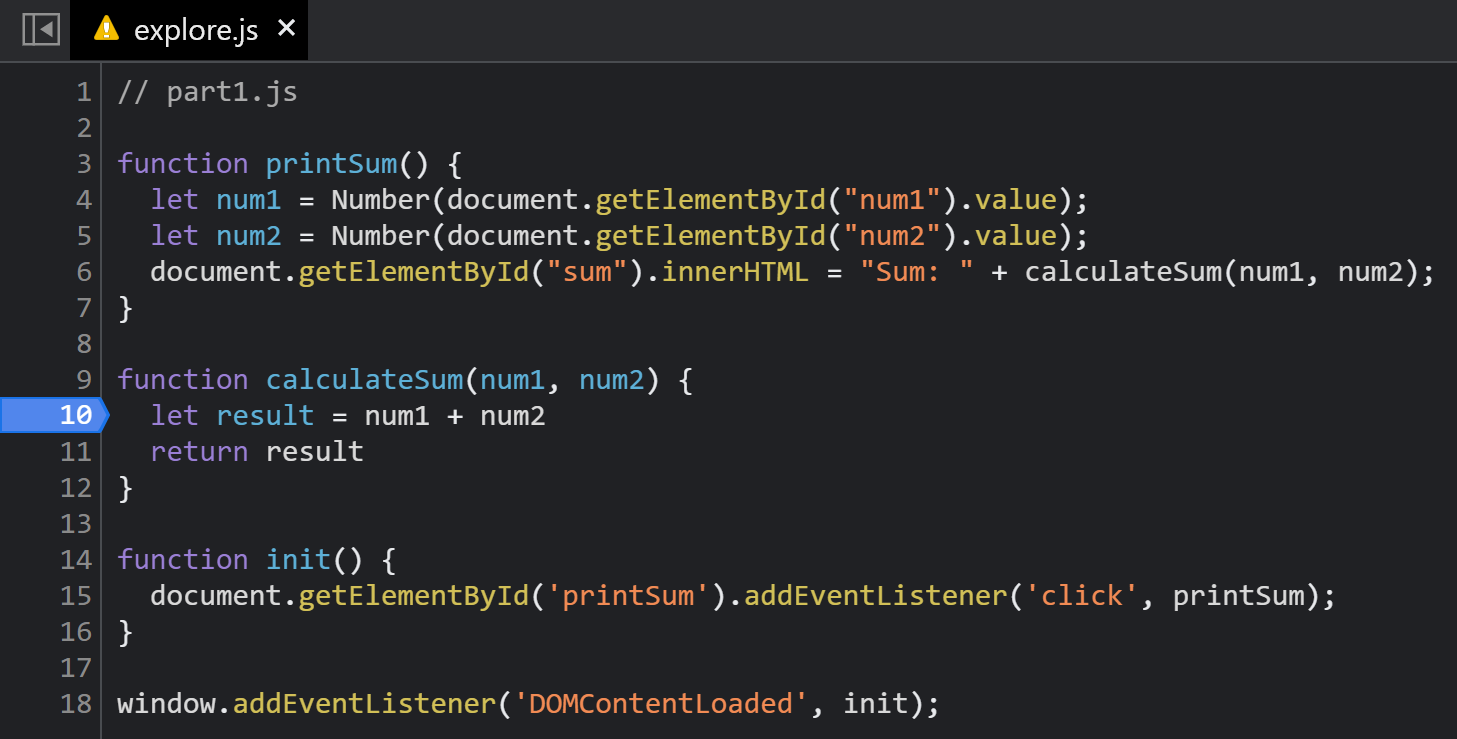 explore.js ×
1 // part1.js
2
3 function printSum() {
4   let num1 = Number(document.getElementById("num1").value);
5   let num2 = Number(document.getElementById("num2").value);
6   document.getElementById("sum").innerHTML = "Sum: " + calculateSum(num1, num2);
7 }
8
9 function calculateSum(num1, num2) {
10   let result = num1 + num2
11   return result
12 }
13
14 function init() {
15   document.getElementById('printSum').addEventListener('click', printSum);
16 }
17
18 window.addEventListener('DOMContentLoaded', init);